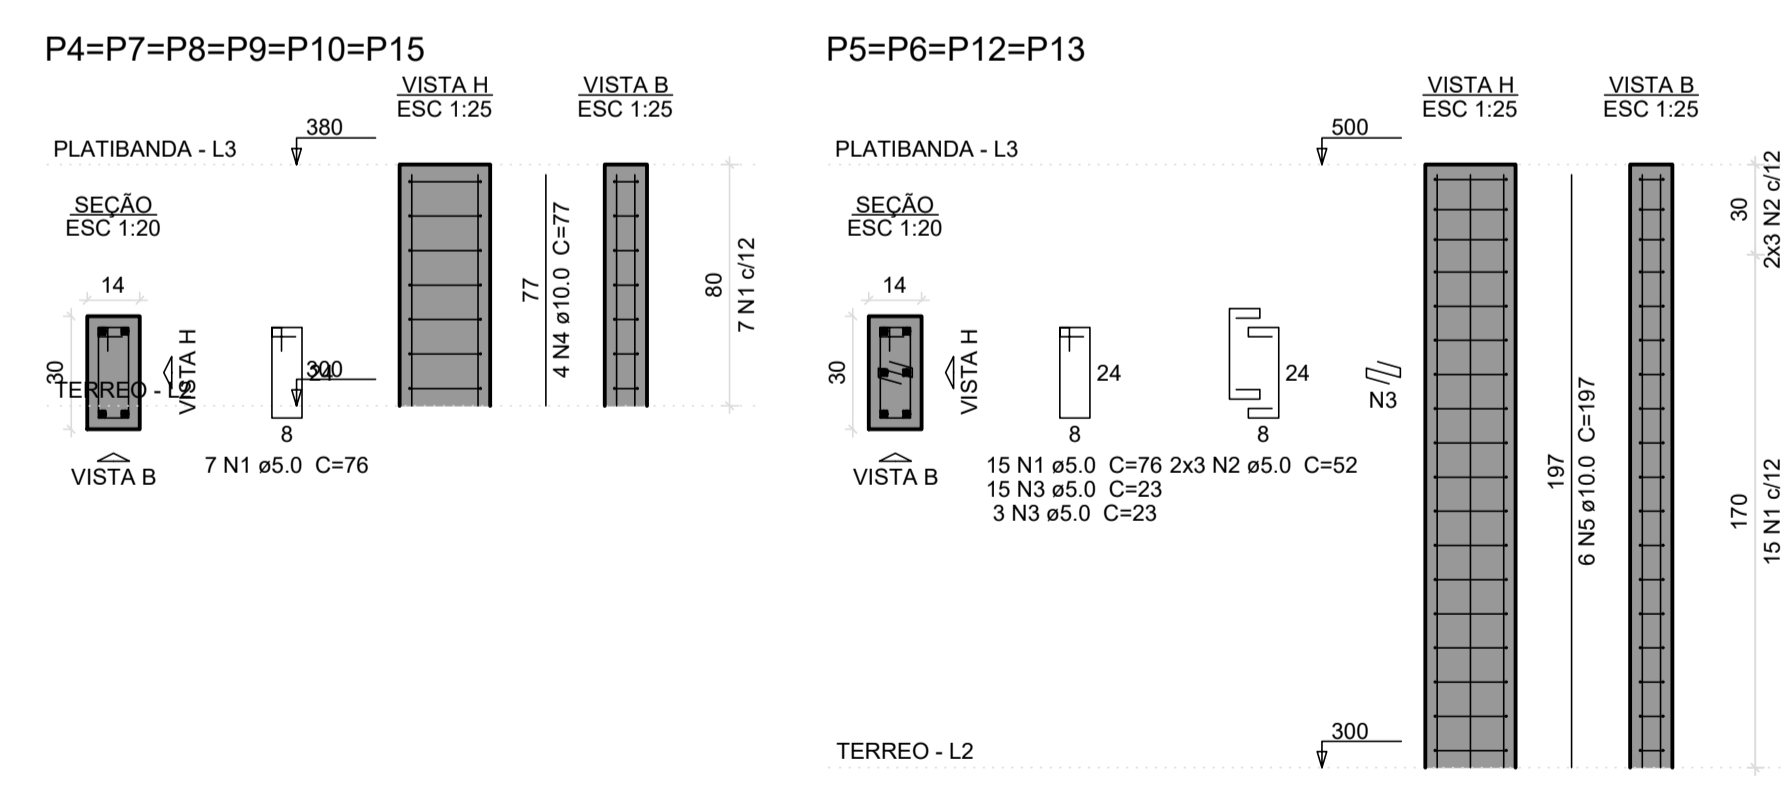 P4=P7=P8=P9=P10=P15
VISTA H
ESC 1:25
VISTA B
ESC 1:25
380
PLATIBANDA - L3
SEÇÃO
ESC 1:20
14
30
VISTA H
VISTA B
TERREO - L2
300
24
8
7 N1 ø5.0 C=76
77
4 N4 ø10.0 C=77
80
7 N1 c/12
P5=P6=P12=P13
VISTA H
ESC 1:25
VISTA B
ESC 1:25
500
PLATIBANDA - L3
SEÇÃO
ESC 1:20
14
30
VISTA H
VISTA B
24
8
24
8
N3
15 N1 ø5.0 C=76 2x3 N2 ø5.0 C=52
15 N3 ø5.0 C=23
3 N3 ø5.0 C=23
197
6 N5 ø10.0 C=197
30
2x3 N2 c/12
170
15 N1 c/12
TERREO - L2
300